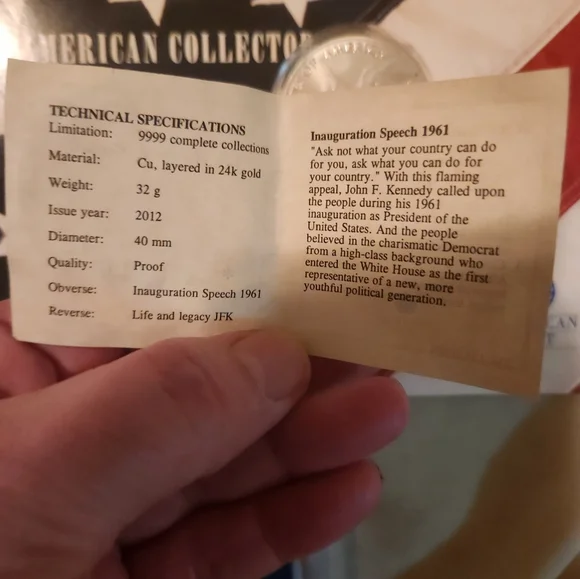 AMERICAN COLLECTOR
AMERICA
TECHNICAL SPECIFICATIONS
Limitation: 9999 complete collections
Material: Cu, layered in 24k gold
Weight: 32 g
Issue year: 2012
Diameter: 40 mm
Quality: Proof
Obverse: Inauguration Speech 1961
Reverse: Life and legacy JFK
Inauguration Speech 1961
"Ask not what your country can do
for you, ask what you can do for
your country." With this flaming
appeal, John F. Kennedy called upon
the people during his 1961
inauguration as President of the
United States. And the people
believed in the charismatic Democrat
from a high-class background who
entered the White House as the first
representative of a new, more
youthful political generation.